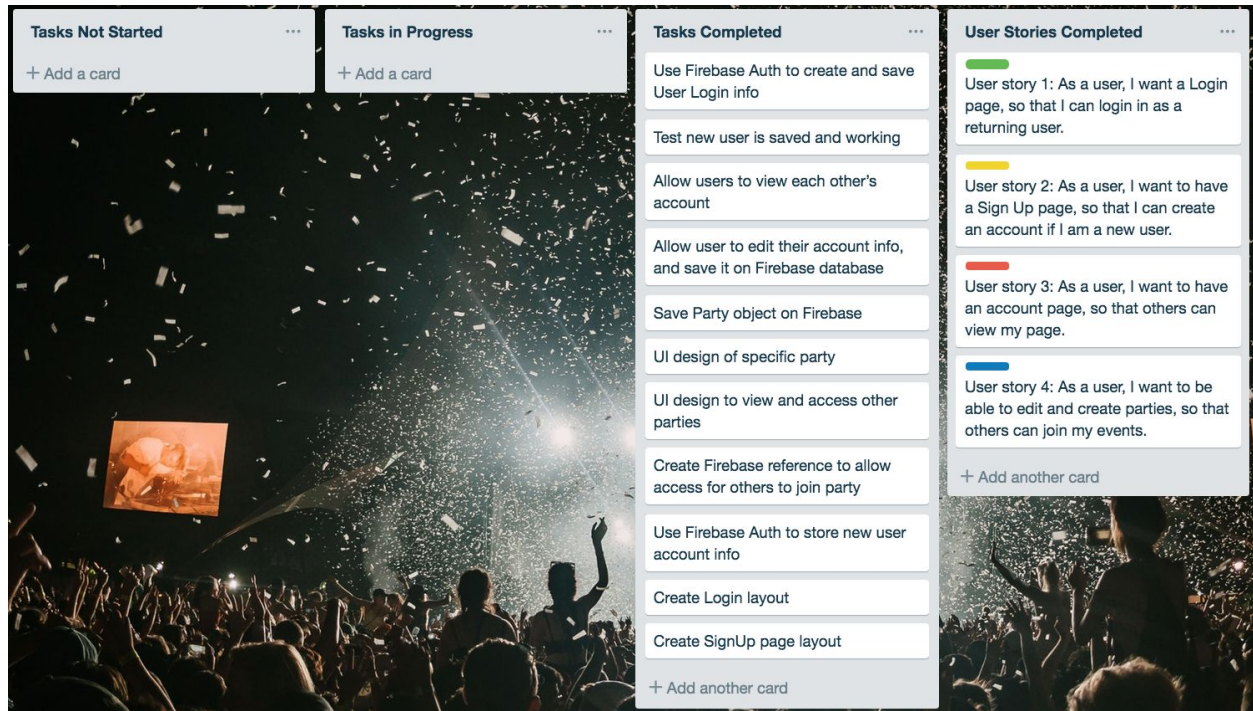 Tasks Not Started
+ Add a card
Tasks in Progress
+ Add a card
Tasks Completed
Use Firebase Auth to create and save
User Login info
Test new user is saved and working
Allow users to view each other’s
account
Allow user to edit their account info,
and save it on Firebase database
Save Party object on Firebase
UI design of specific party
UI design to view and access other
parties
Create Firebase reference to allow
access for others to join party
Use Firebase Auth to store new user
account info
Create Login layout
Create SignUp page layout
+ Add another card
User Stories Completed
User story 1: As a user, I want a Login
page, so that I can login in as a
returning user.
User story 2: As a user, I want to have
a Sign Up page, so that I can create
an account if I am a new user.
User story 3: As a user, I want to have
an account page, so that others can
view my page.
User story 4: As a user, I want to be
able to edit and create parties, so that
others can join my events.
+ Add another card